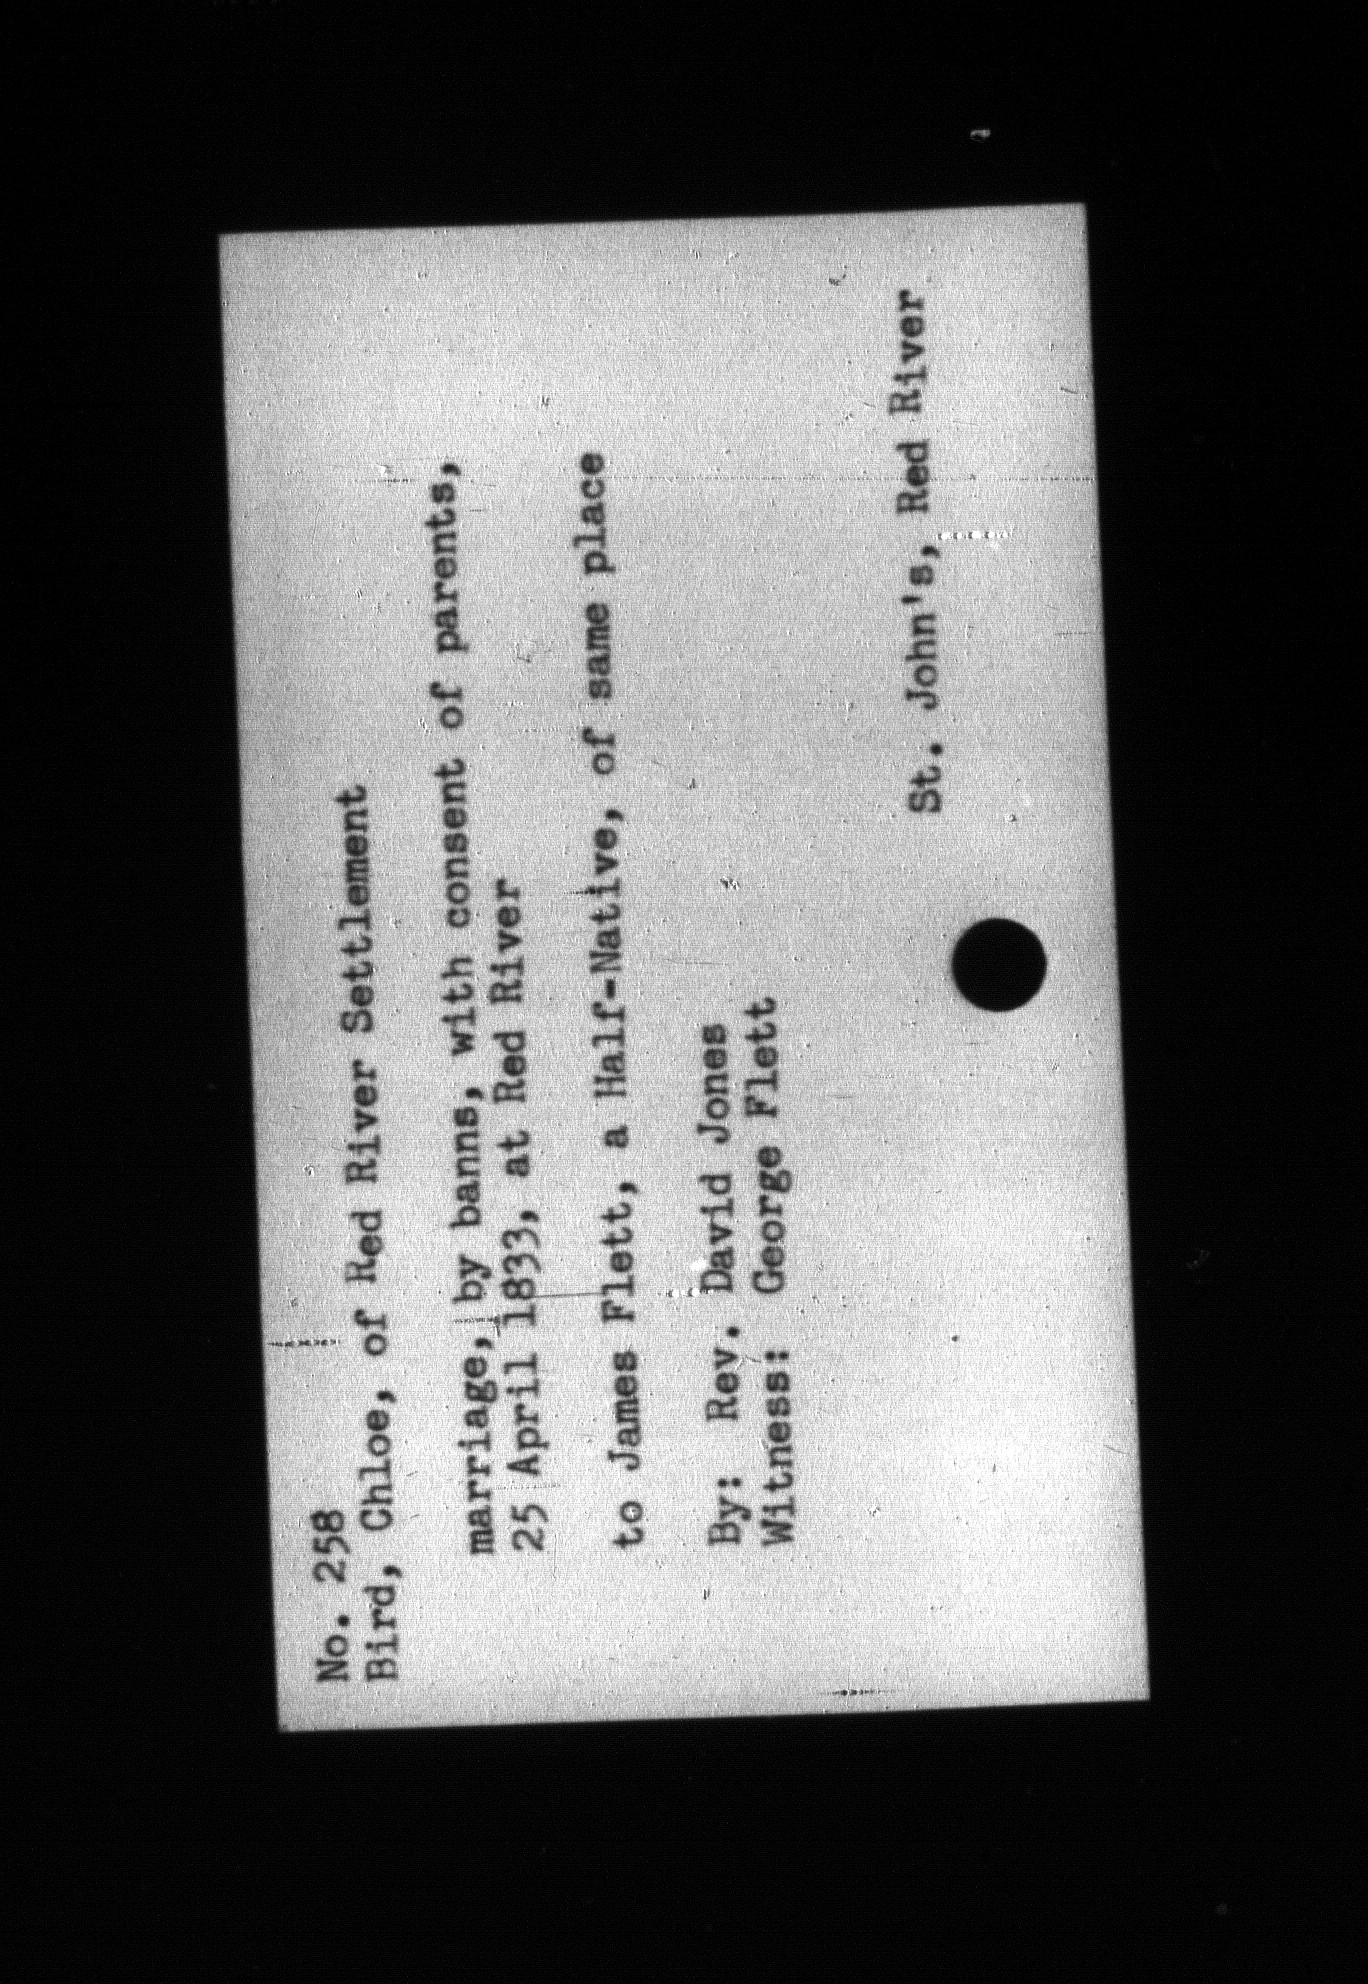 No. 258
Bird, Chloe, of Red River Settlement
marriage, by banns, with consent of parents,
25 April 1833, at Red River
to James Flett, a Half-Native, of same place
By: Rev. David Jones
Witness: George Flett
St. John's, Red River